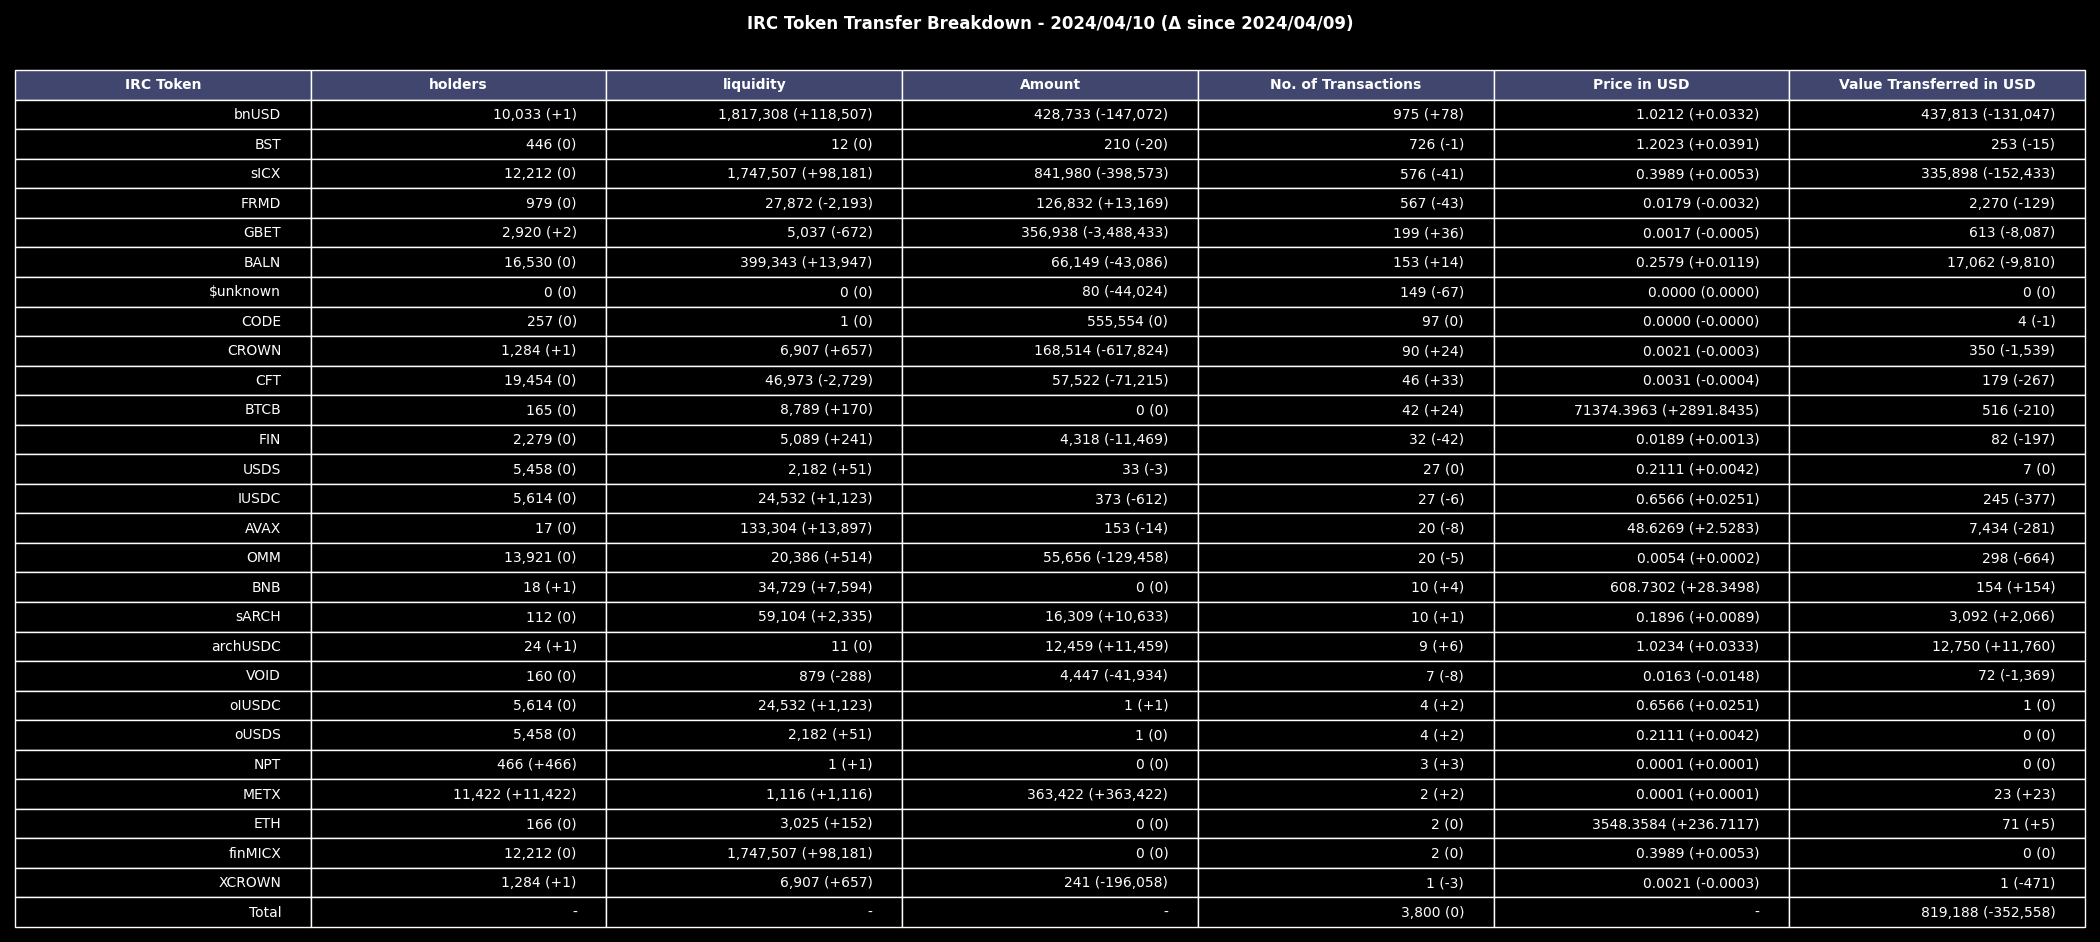 IRC Token Transfer Breakdown - 2024/04/10 (Δ since 2024/04/09)
IRC Token holders liquidity Amount No. of Transactions Price in USD Value Transferred in USD
bnUSD 10,033 (+1) 1,817,308 (+118,507) 428,733 (-147,072) 975 (+78) 1.0212 (+0.0332) 437,813 (-131,047)
BST 446 (0) 12 (0) 210 (-20) 726 (-1) 1.2023 (+0.0391) 253 (-15)
sICX 12,212 (0) 1,747,507 (+98,181) 841,980 (-398,573) 576 (-41) 0.3989 (+0.0053) 335,898 (-152,433)
FRMD 979 (0) 27,872 (-2,193) 126,832 (+13,169) 567 (-43) 0.0179 (-0.0032) 2,270 (-129)
GBET 2,920 (+2) 5,037 (-672) 356,938 (-3,488,433) 199 (+36) 0.0017 (-0.0005) 613 (-8,087)
BALN 16,530 (0) 399,343 (+13,947) 66,149 (-43,086) 153 (+14) 0.2579 (+0.0119) 17,062 (-9,810)
$unknown 0 (0) 0 (0) 80 (-44,024) 149 (-67) 0.0000 (0.0000) 0 (0)
CODE 257 (0) 1 (0) 555,554 (0) 97 (0) 0.0000 (-0.0000) 4 (-1)
CROWN 1,284 (+1) 6,907 (+657) 168,514 (-617,824) 90 (+24) 0.0021 (-0.0003) 350 (-1,539)
CFT 19,454 (0) 46,973 (-2,729) 57,522 (-71,215) 46 (+33) 0.0031 (-0.0004) 179 (-267)
BTCB 165 (0) 8,789 (+170) 0 (0) 42 (+24) 71374.3963 (+2891.8435) 516 (-210)
FIN 2,279 (0) 5,089 (+241) 4,318 (-11,469) 32 (-42) 0.0189 (+0.0013) 82 (-197)
USDS 5,458 (0) 2,182 (+51) 33 (-3) 27 (0) 0.2111 (+0.0042) 7 (0)
IUSDC 5,614 (0) 24,532 (+1,123) 373 (-612) 27 (-6) 0.6566 (+0.0251) 245 (-377)
AVAX 17 (0) 133,304 (+13,897) 153 (-14) 20 (-8) 48.6269 (+2.5283) 7,434 (-281)
OMM 13,921 (0) 20,386 (+514) 55,656 (-129,458) 20 (-5) 0.0054 (+0.0002) 298 (-664)
BNB 18 (+1) 34,729 (+7,594) 0 (0) 10 (+4) 608.7302 (+28.3498) 154 (+154)
sARCH 112 (0) 59,104 (+2,335) 16,309 (+10,633) 10 (+1) 0.1896 (+0.0089) 3,092 (+2,066)
archUSDC 24 (+1) 11 (0) 12,459 (+11,459) 9 (+6) 1.0234 (+0.0333) 12,750 (+11,760)
VOID 160 (0) 879 (-288) 4,447 (-41,934) 7 (-8) 0.0163 (-0.0148) 72 (-1,369)
oIUSDC 5,614 (0) 24,532 (+1,123) 1 (+1) 4 (+2) 0.6566 (+0.0251) 1 (0)
oUSDS 5,458 (0) 2,182 (+51) 1 (0) 4 (+2) 0.2111 (+0.0042) 0 (0)
NPT 466 (+466) 1 (+1) 0 (0) 3 (+3) 0.0001 (+0.0001) 0 (0)
METX 11,422 (+11,422) 1,116 (+1,116) 363,422 (+363,422) 2 (+2) 0.0001 (+0.0001) 23 (+23)
ETH 166 (0) 3,025 (+152) 0 (0) 2 (0) 3548.3584 (+236.7117) 71 (+5)
finMICX 12,212 (0) 1,747,507 (+98,181) 0 (0) 2 (0) 0.3989 (+0.0053) 0 (0)
XCROWN 1,284 (+1) 6,907 (+657) 241 (-196,058) 1 (-3) 0.0021 (-0.0003) 1 (-471)
Total - - - 3,800 (0) - 819,188 (-352,558)